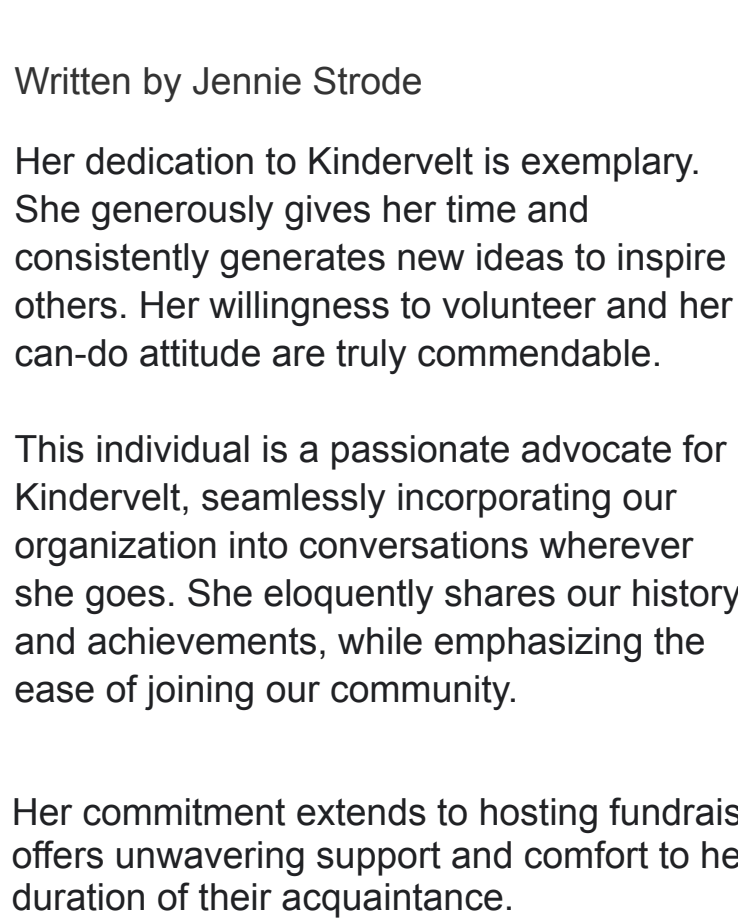 Written by Jennie Strode
Her dedication to Kindervelt is exemplary.
She generously gives her time and
consistently generates new ideas to inspire
others. Her willingness to volunteer and her
can-do attitude are truly commendable.
This individual is a passionate advocate for
Kindervelt, seamlessly incorporating our
organization into conversations wherever
she goes. She eloquently shares our history
and achievements, while emphasizing the
ease of joining our community.
Her commitment extends to hosting fundrais
offers unwavering support and comfort to he
duration of their acquaintance.